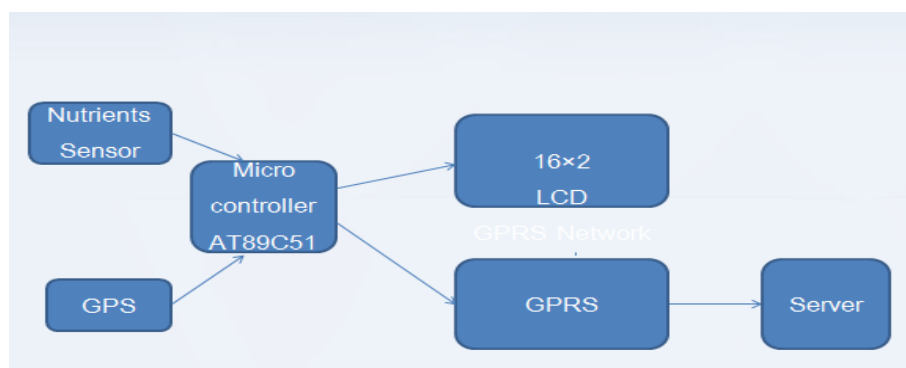 Nutrients
Sensor
Micro
controller
AT89C51
GPS
16×2
LCD
GPRS Network
GPRS
Server